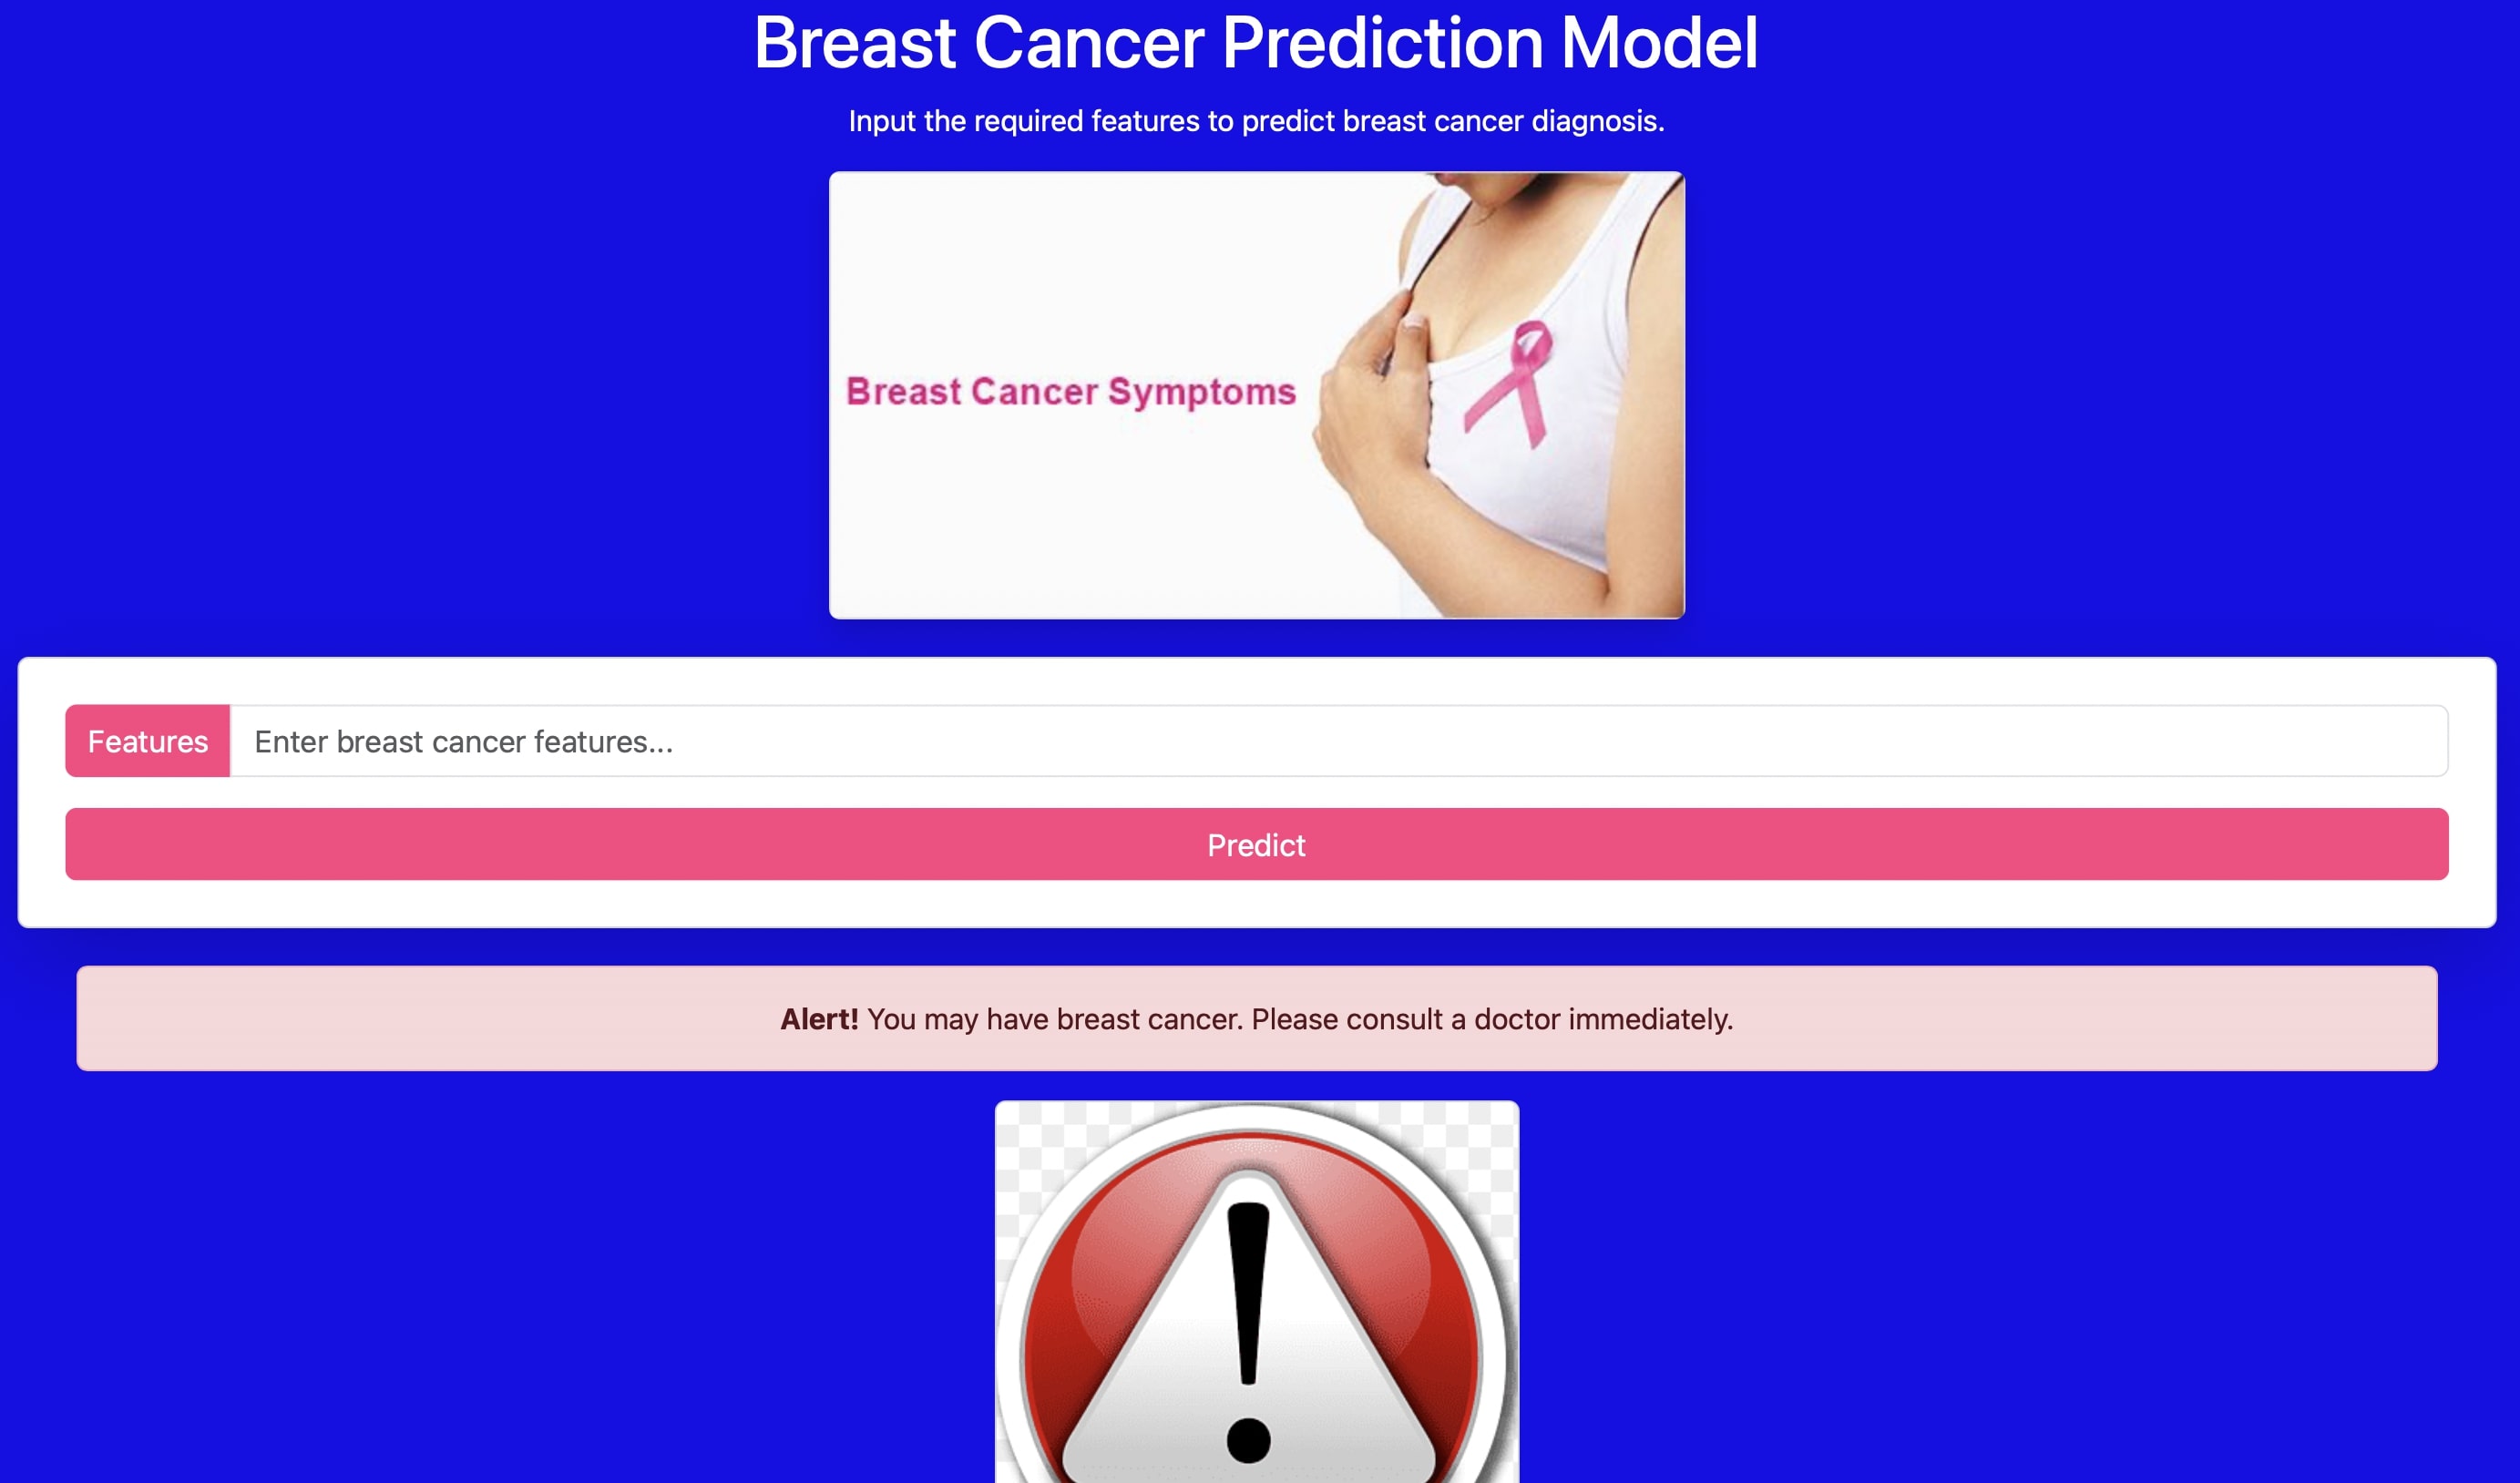 Breast Cancer Prediction Model
Input the required features to predict breast cancer diagnosis.
Breast Cancer Symptoms
Features
Enter breast cancer features...
Predict
Alert! You may have breast cancer. Please consult a doctor immediately.